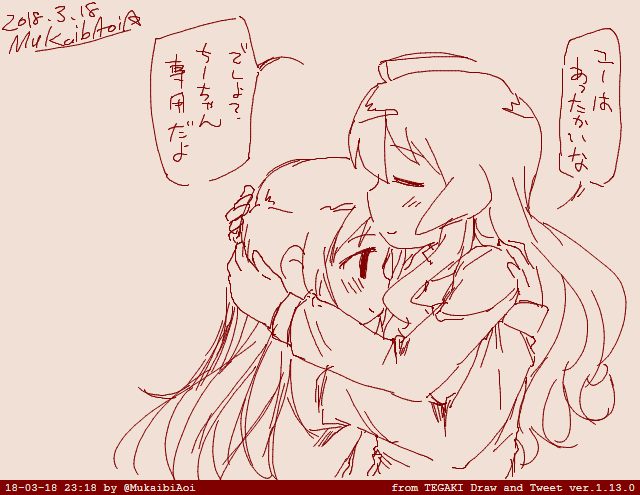 2018.3.18
MukaibiAoi
ユーは
あったかいな
でしょ?
ちーちゃん
専用だよ
18-03-18 23:18 by @MukaibiAoi
from TEGAKI Draw and Tweet ver.1.13.0